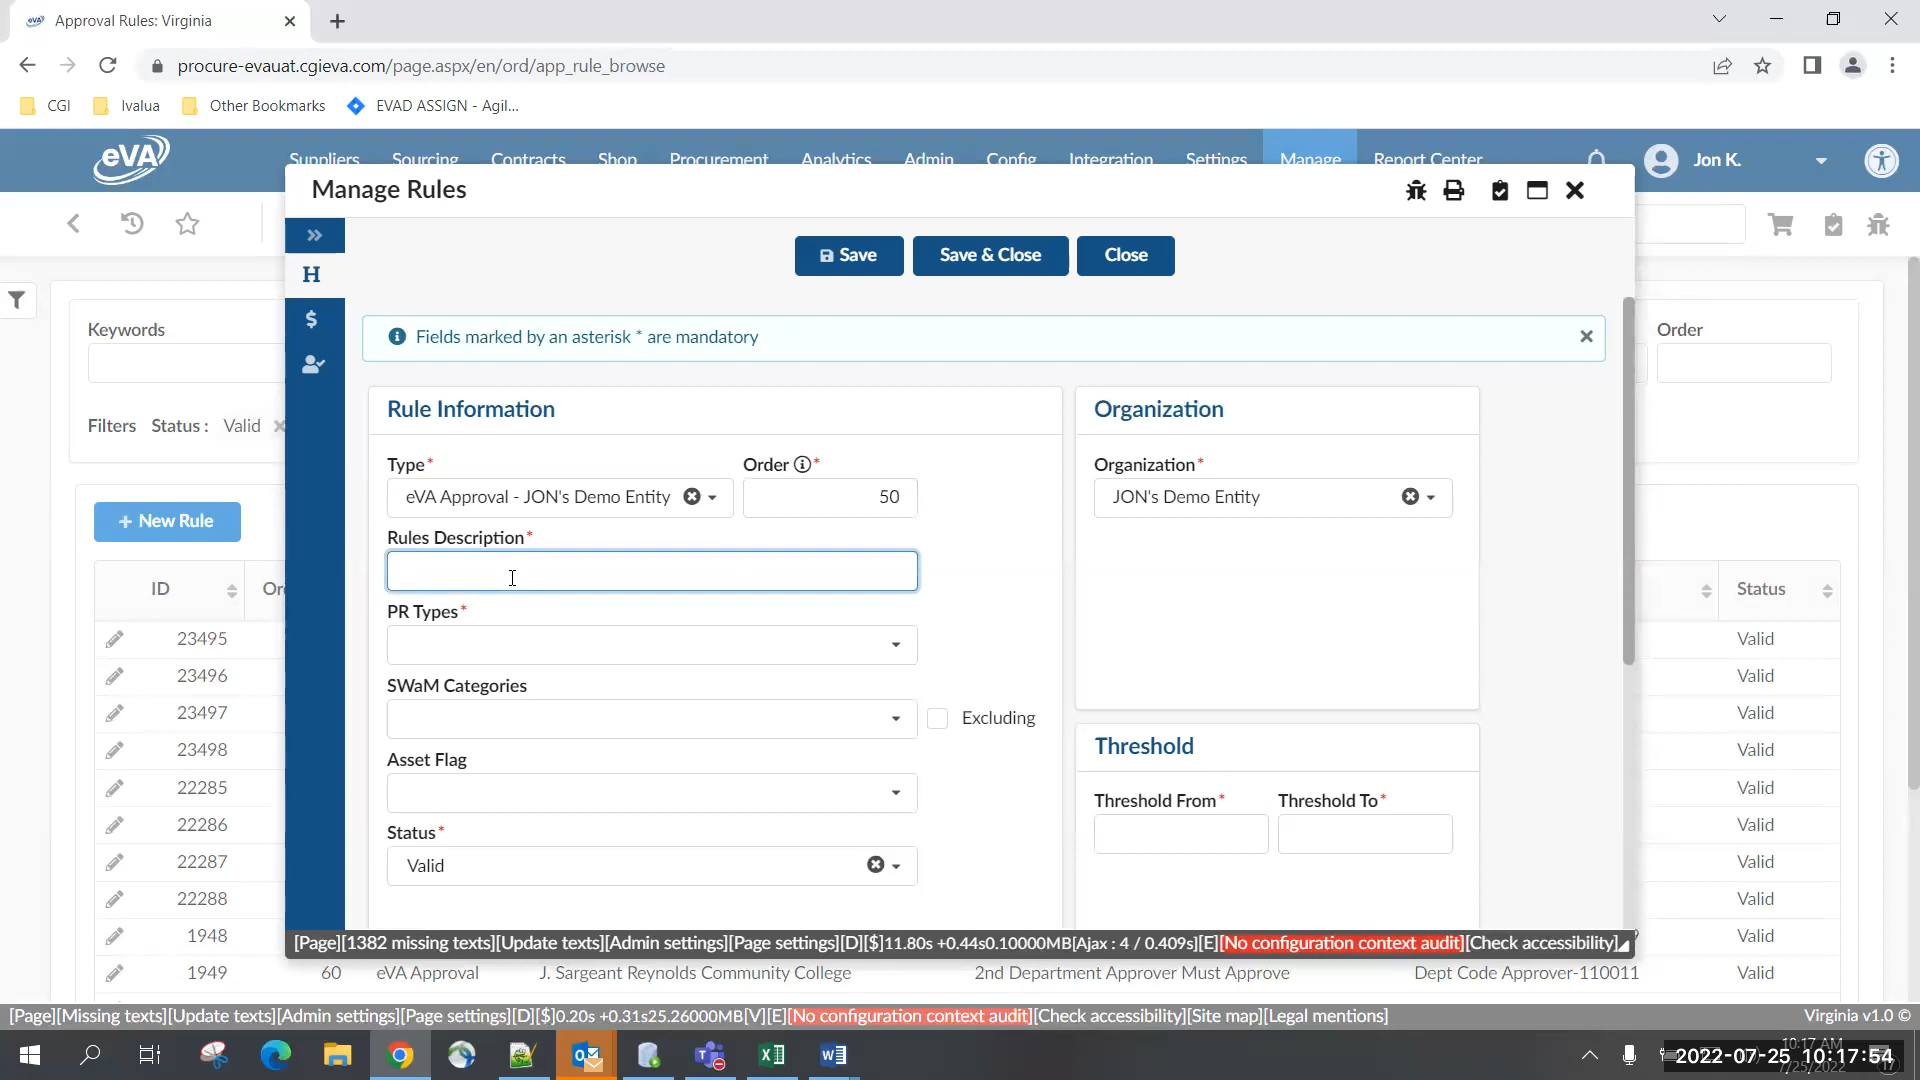 Approval Rules: Virginia
procure-evauat.cgieva.com/page.aspx/en/ord/app_rule_browse
CGI Ivalua Other Bookmarks EVAD ASSIGN - Agil...
eVA Suppliers Sourcing Contracts Shop Procurement Analytics Admin Config Integration Settings Manage Report Center Jon K.
Manage Rules
H
$
Save Save & Close Close
Fields marked by an asterisk * are mandatory
Keywords
Order
Filters Status : Valid
Rule Information
Organization
Type*
Order *
Organization*
eVA Approval - JON's Demo Entity
50
JON's Demo Entity
+ New Rule
Rules Description*
PR Types*
SWaM Categories
Excluding
Asset Flag
Threshold
Threshold From* Threshold To*
Status*
Valid
ID Status
23495 Valid
23496 Valid
23497 Valid
23498 Valid
22285 Valid
22286 Valid
22287 Valid
22288 Valid
1948 Valid
[Page][1382 missing texts][Update texts][Admin settings][Page settings][D][$]11.80s +0.44s0.10000MB[Ajax : 4 / 0.409s][E][No configuration context audit][Check accessibility]
1949 60 eVA Approval J. Sargeant Reynolds Community College 2nd Department Approver Must Approve Dept Code Approver-110011 Valid
[Page][Missing texts][Update texts][Admin settings][Page settings][D][$]0.20s +0.31s25.26000MB[V][E][No configuration context audit][Check accessibility][Site map][Legal mentions]
Virginia v1.0 ©
2022-07-25 10:17:54